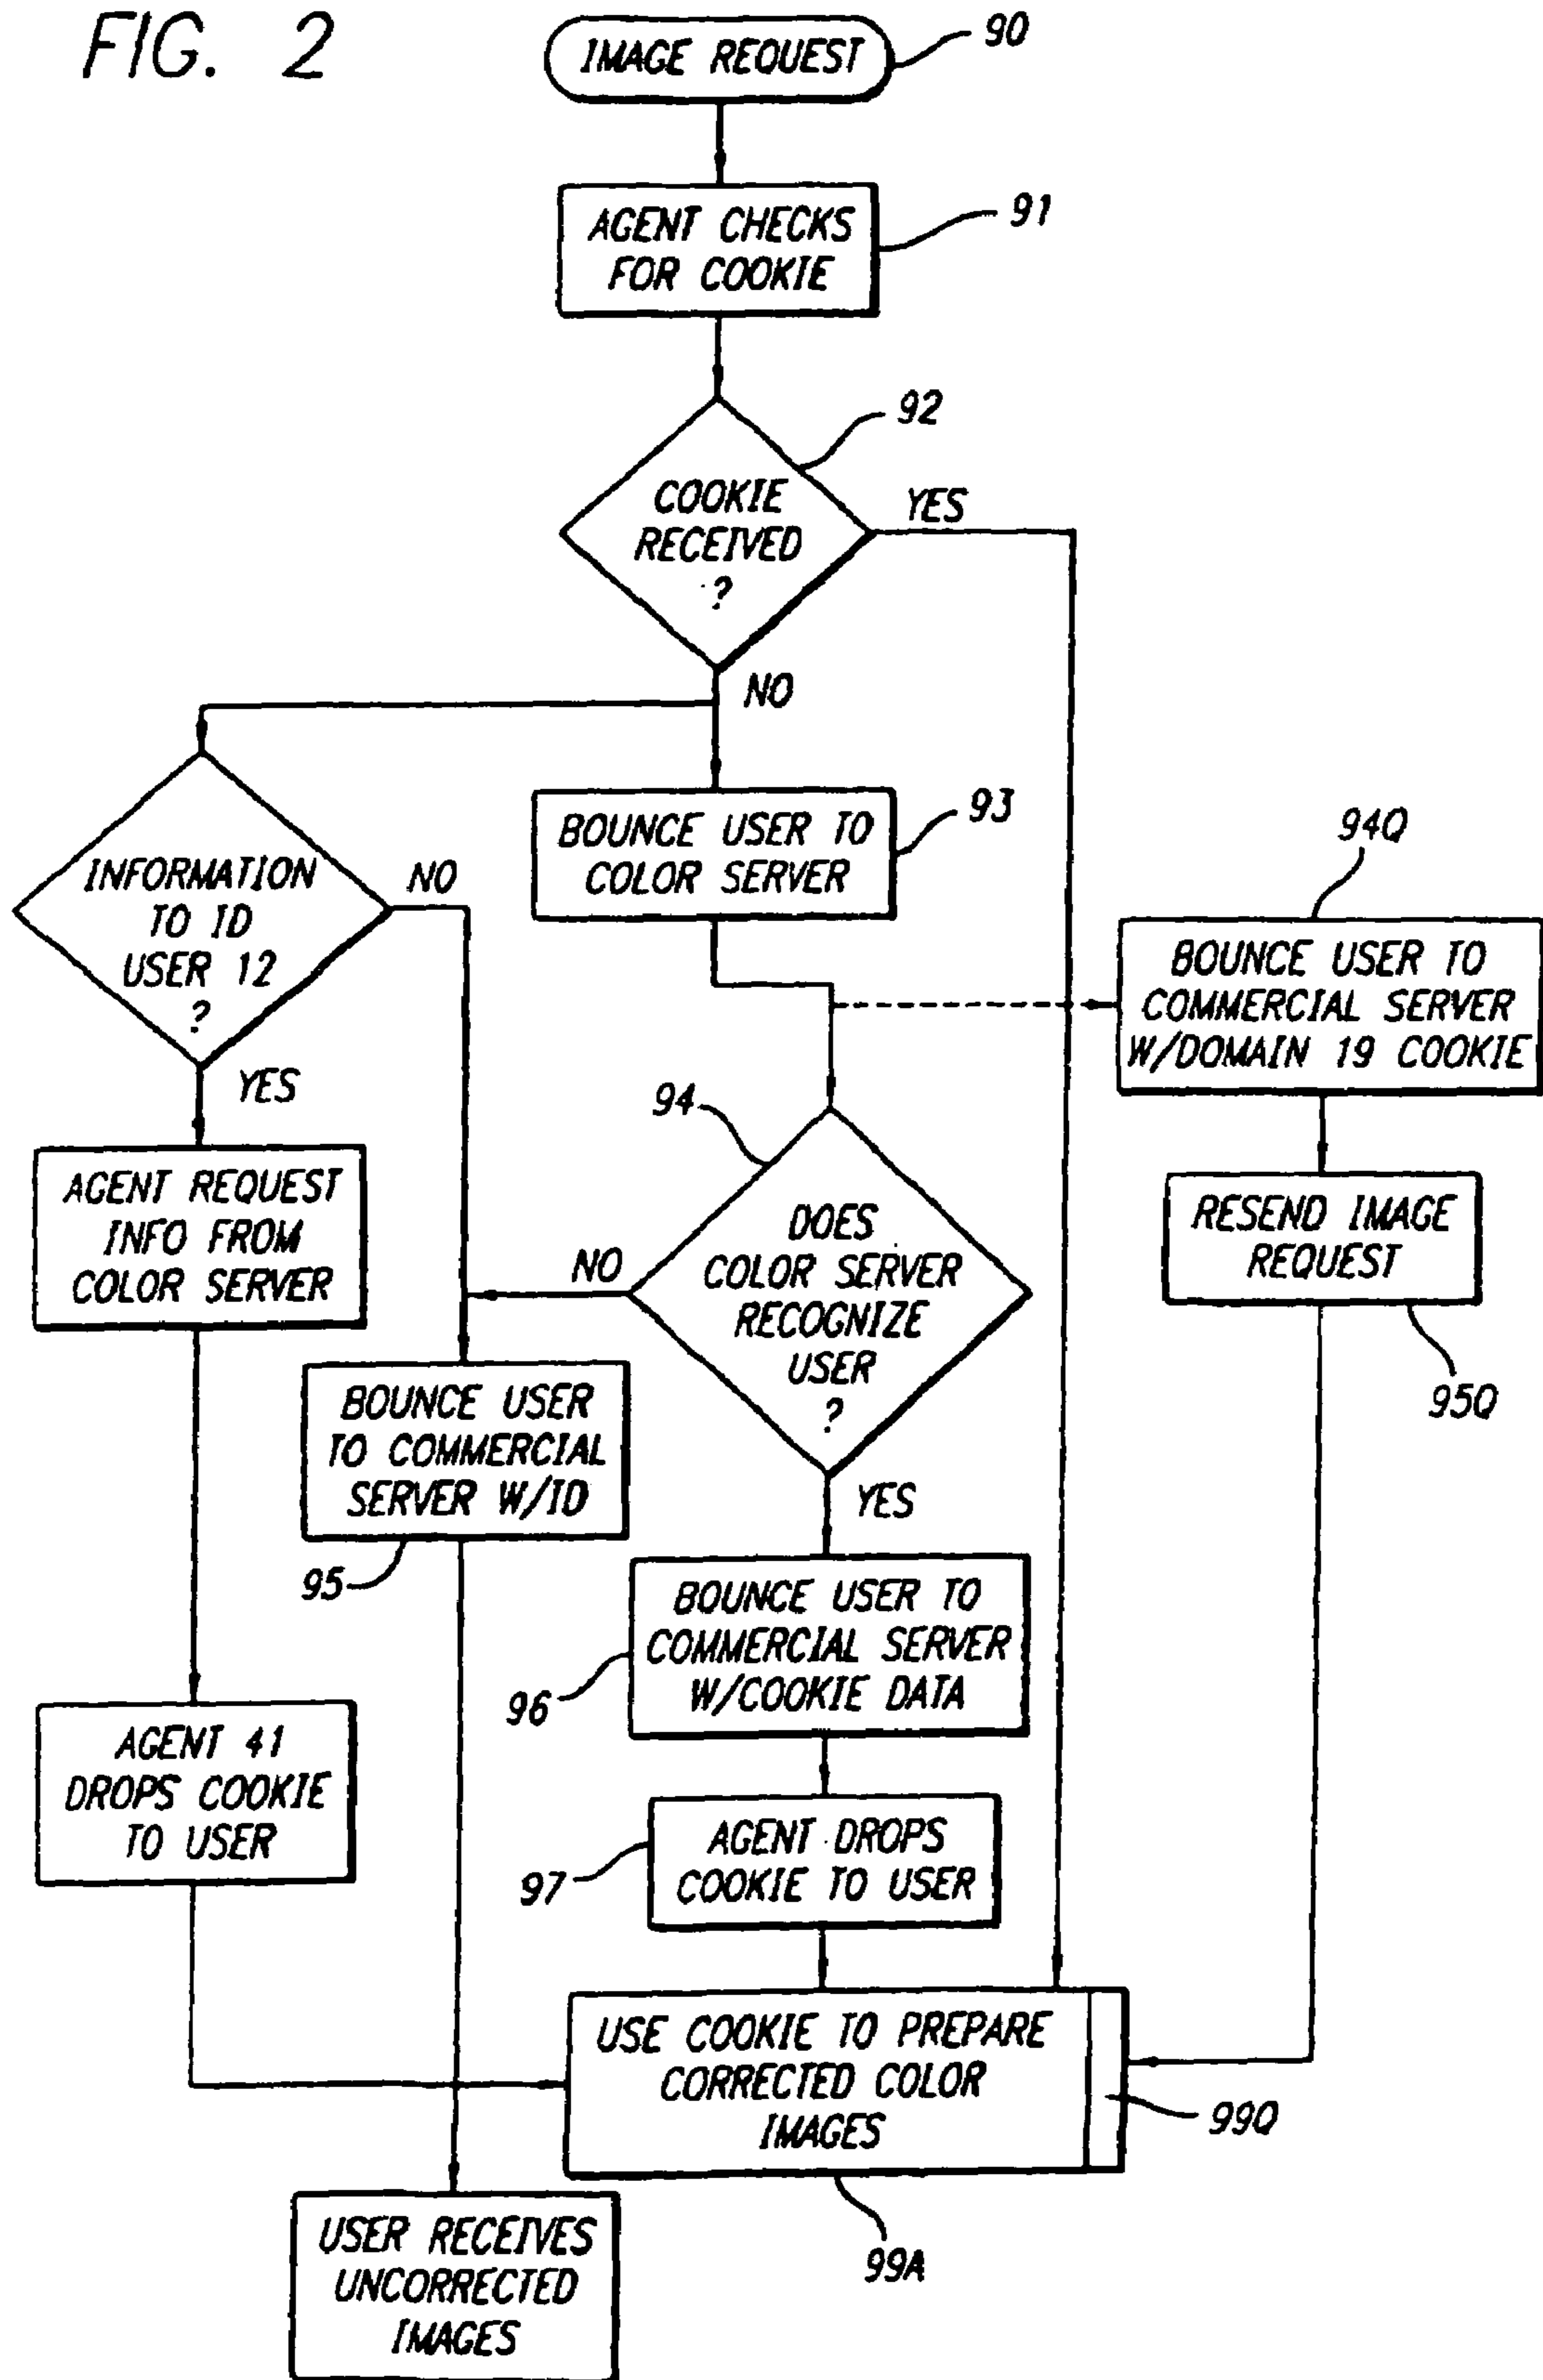 FIG. 2
IMAGE REQUEST
90
AGENT CHECKS
FOR COOKIE
91
92
COOKIE
RECEIVED
?
YES
NO
INFORMATION
TO ID
USER 12
?
NO
YES
BOUNCE USER TO
COLOR SERVER
93
94Q
BOUNCE USER TO
COMMERCIAL SERVER
W/DOMAIN 19 COOKIE
AGENT REQUEST
INFO FROM
COLOR SERVER
94
DOES
COLOR SERVER
RECOGNIZE
USER
?
NO
YES
RESEND IMAGE
REQUEST
95Q
BOUNCE USER
TO COMMERCIAL
SERVER W/ID
95
BOUNCE USER TO
COMMERCIAL SERVER
W/COOKIE DATA
96
AGENT 41
DROPS COOKIE
TO USER
AGENT DROPS
COOKIE TO USER
97
USE COOKIE TO PREPARE
CORRECTED COLOR
IMAGES
99Q
99A
USER RECEIVES
UNCORRECTED
IMAGES